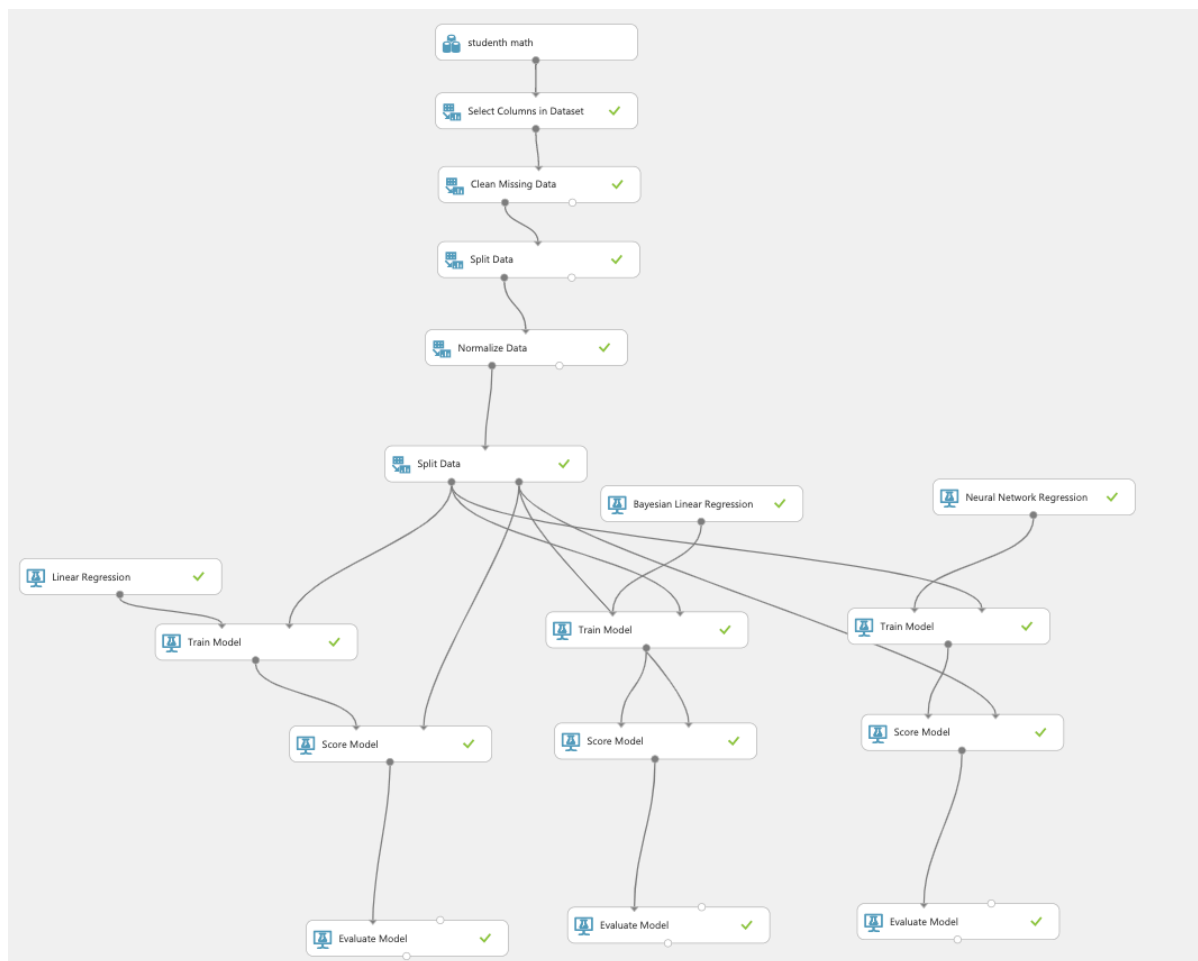 studenth math
Select Columns in Dataset
Clean Missing Data
Split Data
Normalize Data
Split Data
Bayesian Linear Regression
Neural Network Regression
Linear Regression
Train Model
Train Model
Train Model
Score Model
Score Model
Score Model
Evaluate Model
Evaluate Model
Evaluate Model